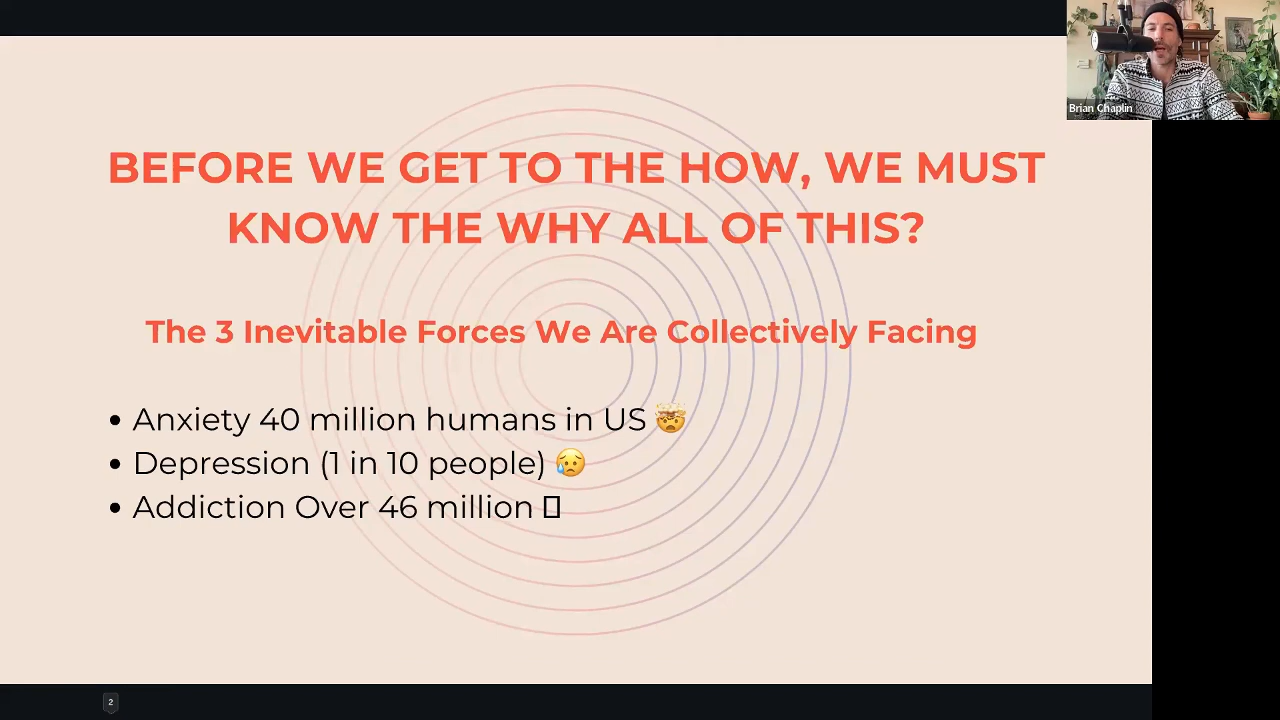 Brian Chaplin
BEFORE WE GET TO THE HOW, WE MUST
KNOW THE WHY ALL OF THIS?
The 3 Inevitable Forces We Are Collectively Facing
• Anxiety 40 million humans in US 🤯
• Depression (1 in 10 people) 😥
• Addiction Over 46 million 
2